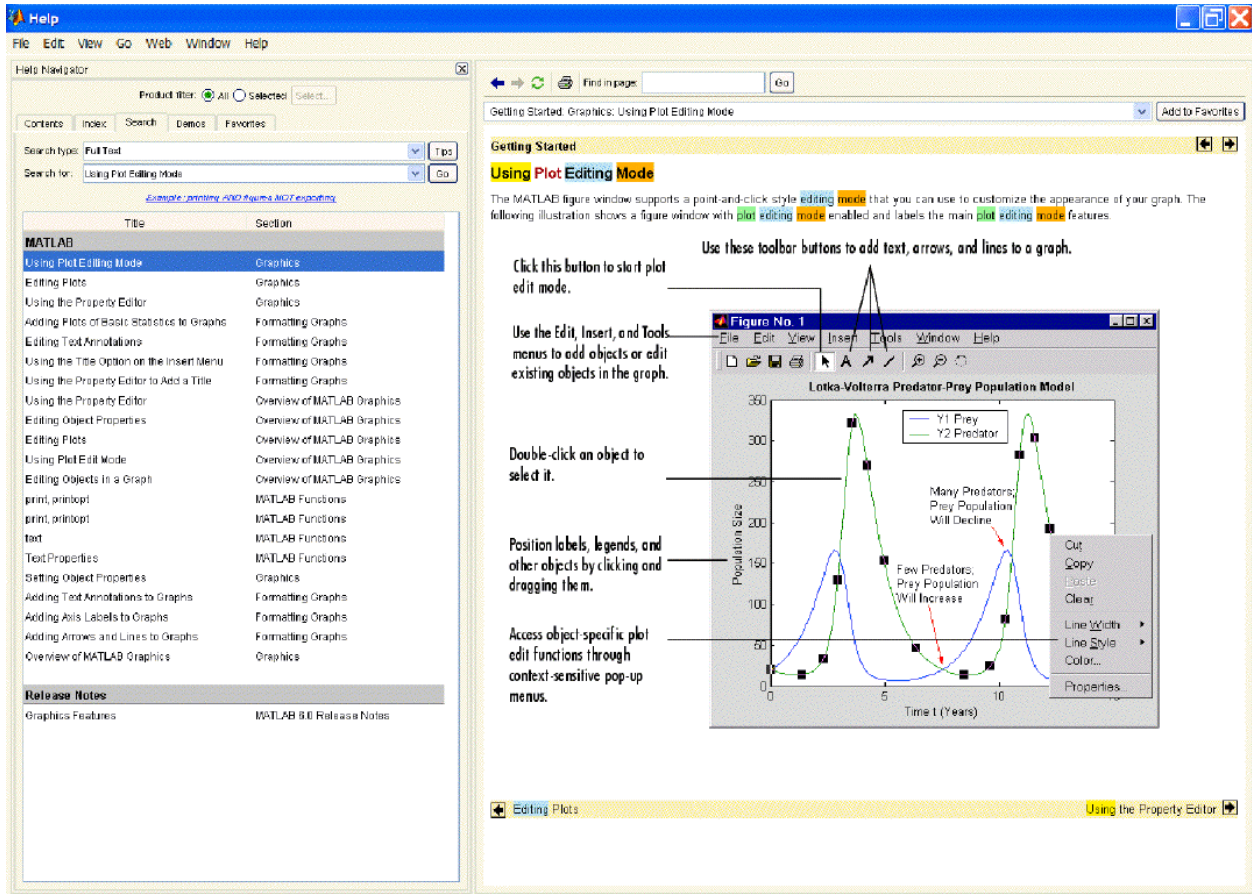 Help
File Edit View Go Web Window Help
Help Navigator
Product filter: All Selected Select...
Contents Index Search Demos Favorites
Search type: Full Text Tips
Search for: Using Plot Editing Mode Go
Example: printing AND figures NOT exporting
Title Section
MATLAB
Using Plot Editing Mode Graphics
Editing Plots Graphics
Using the Property Editor Graphics
Adding Plots of Basic Statistics to Graphs Formatting Graphs
Editing Text Annotations Formatting Graphs
Using the Title Option on the Insert Menu Formatting Graphs
Using the Property Editor to Add a Title Formatting Graphs
Using the Property Editor Overview of MATLAB Graphics
Editing Object Properties Overview of MATLAB Graphics
Editing Plots Overview of MATLAB Graphics
Using Plot Edit Mode Overview of MATLAB Graphics
Editing Objects in a Graph Overview of MATLAB Graphics
print, printopt MATLAB Functions
print, printopt MATLAB Functions
text MATLAB Functions
Text Properties MATLAB Functions
Setting Object Properties Graphics
Adding Text Annotations to Graphs Formatting Graphs
Adding Axis Labels to Graphs Formatting Graphs
Adding Arrows and Lines to Graphs Formatting Graphs
Overview of MATLAB Graphics Graphics
Release Notes
Graphics Features MATLAB 6.0 Release Notes
Find in page: Go
Getting Started: Graphics: Using Plot Editing Mode Add to Favorites
Getting Started
Using Plot Editing Mode
The MATLAB figure window supports a point-and-click style editing mode that you can use to customize the appearance of your graph. The
following illustration shows a figure window with plot editing mode enabled and labels the main plot editing mode features.
Use these toolbar buttons to add text, arrows, and lines to a graph.
Click this button to start plot
edit mode.
Use the Edit, Insert, and Tools
menus to add objects or edit
existing objects in the graph.
Double-click an object to
select it.
Position labels, legends, and
other objects by clicking and
dragging them.
Access object-specific plot
edit functions through
context-sensitive pop-up
menus.
Figure No. 1
File Edit View Insert Tools Window Help
A
Lotka-Volterra Predator-Prey Population Model
Y1 Prey
Y2 Predator
350
300
250
200
150
100
50
0
Population Size
Many Predators;
Prey Population
Will Decline
Few Predators;
Prey Population
Will Increase
Cut
Copy
Paste
Clear
Line Width
Line Style
Color...
Properties...
0 5 10
Time t (Years)
Editing Plots
Using the Property Editor